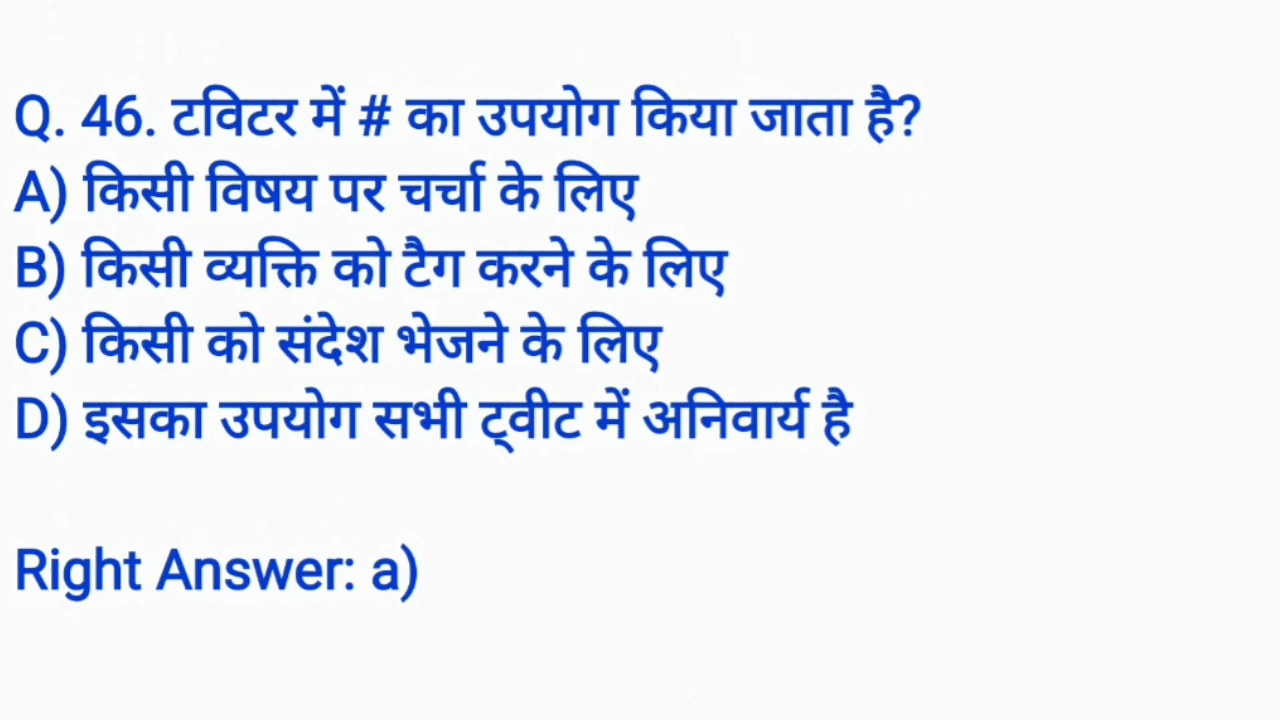 Q. 46. टविटर में # का उपयोग किया जाता है?
A) किसी विषय पर चर्चा के लिए
B) किसी व्यक्ति को टैग करने के लिए
C) किसी को संदेश भेजने के लिए
D) इसका उपयोग सभी ट्वीट में अनिवार्य है
Right Answer: a)